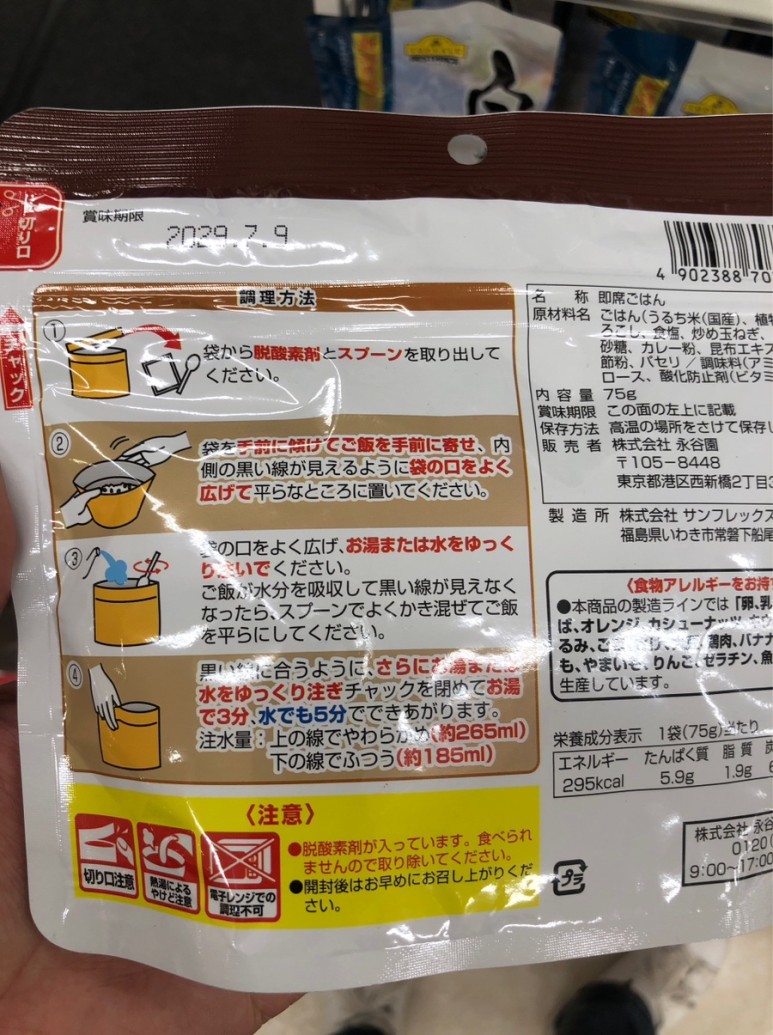 切り口
チャック
賞味期限
2029.7.9
4 902388 70
調理方法
①
袋から脱酸素剤とスプーンを取り出して
ください。
②
袋を手前に傾けてご飯を手前に寄せ、内
側の黒い線が見えるように袋の口をよく
広げて平らなところに置いてください。
③
の口をよく広げ、お湯または水をゆっく
り注いでください。
ご飯が水分を吸収して黒い線が見えなく
なったら、スプーンでよくかき混ぜてご飯
を平らにしてください。
④
黒い線に合うように、さらにお湯または
水をゆっくり注ぎチャックを閉めてお湯
で3分、水でも5分でできあがります。
注水量：上の線でやわらかめ(約265ml)
下の線でふつう(約185ml)
〈注意〉
切り口注意
熱湯による
やけど注意
電子レンジでの
調理不可
●脱酸素剤が入っています。食べられ
ませんので取り除いてください。
●開封後はお早めにお召し上がりくだ
さい。
名称 即席ごはん
原材料名 ごはん(うるち米(国産)、植
ろこし、食塩、炒め玉ねぎ、
砂糖、カレー粉、昆布エキス
節粉、パセリ／調味料(アミ
ロース、酸化防止剤(ビタミ
内容量 75g
賞味期限 この面の左上に記載
保存方法 高温の場所をさけて保存し
販売者 株式会社 永谷園
〒105－8448
東京都港区西新橋2丁目3
製造所 株式会社 サンフレックス
福島県いわき市常磐下船尾
〈食物アレルギーをお持
●本商品の製造ラインでは「卵、乳
ば、オレンジ、カシューナッツ、
るみ、ごま、鶏肉、バナナ
も、やまいも、りんご、ゼラチン、魚
生産しています。
栄養成分表示 1袋(75g)当たり
エネルギー たんぱく質 脂質 炭
295kcal 5.9g 1.9g
プラ
株式会社 永谷
0120
9:00～17:00